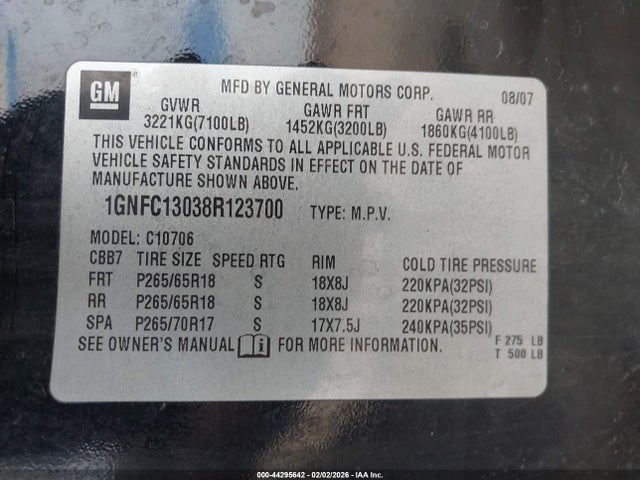 GM
MFD BY GENERAL MOTORS CORP. 08/07
GVWR GAWR FRT GAWR RR
3221KG(7100LB) 1452KG(3200LB) 1860KG(4100LB)
THIS VEHICLE CONFORMS TO ALL APPLICABLE U.S. FEDERAL MOTOR
VEHICLE SAFETY STANDARDS IN EFFECT ON THE DATE OF
MANUFACTURE SHOWN ABOVE.
1GNFC13038R123700 TYPE: M.P.V.
MODEL: C10706
CBB7 TIRE SIZE SPEED RTG RIM COLD TIRE PRESSURE
FRT P265/65R18 S 18X8J 220KPA(32PSI)
RR P265/65R18 S 18X8J 220KPA(32PSI)
SPA P265/70R17 S 17X7.5J 240KPA(35PSI)
SEE OWNER'S MANUAL i FOR MORE INFORMATION.
F 275 LB
T 500 LB
000-44295642 - 02/02/2026 - IAA Inc.